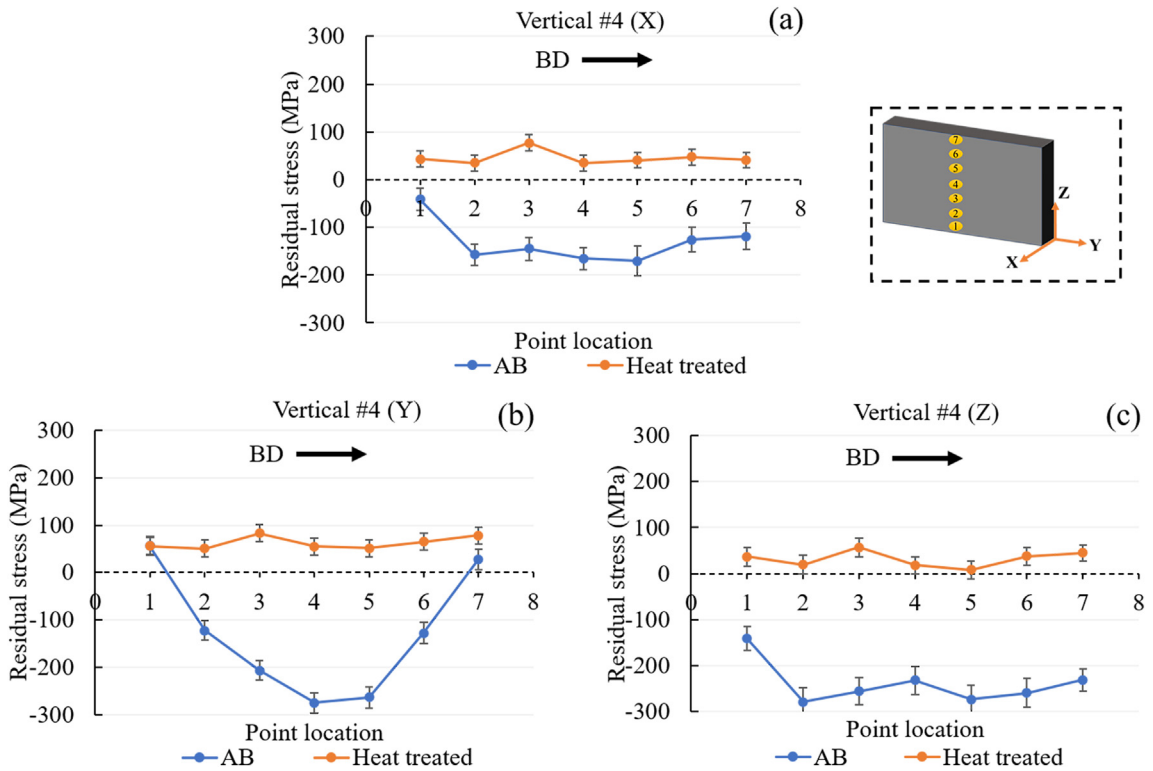 Vertical #4 (X)
(a)
Residual stress (MPa)
300
200
100
0
-100
-200
-300
BD
0 1 2 3 4 5 6 7 8
Point location
AB Heat treated
7
6
5
4
3
2
1
Z
Y
X
Vertical #4 (Y)
(b)
Residual stress (MPa)
300
200
100
0
-100
-200
-300
BD
0 1 2 3 4 5 6 7 8
Point location
AB Heat treated
Vertical #4 (Z)
(c)
Residual stress (MPa)
300
200
100
0
-100
-200
-300
BD
0 1 2 3 4 5 6 7 8
Point location
AB Heat treated